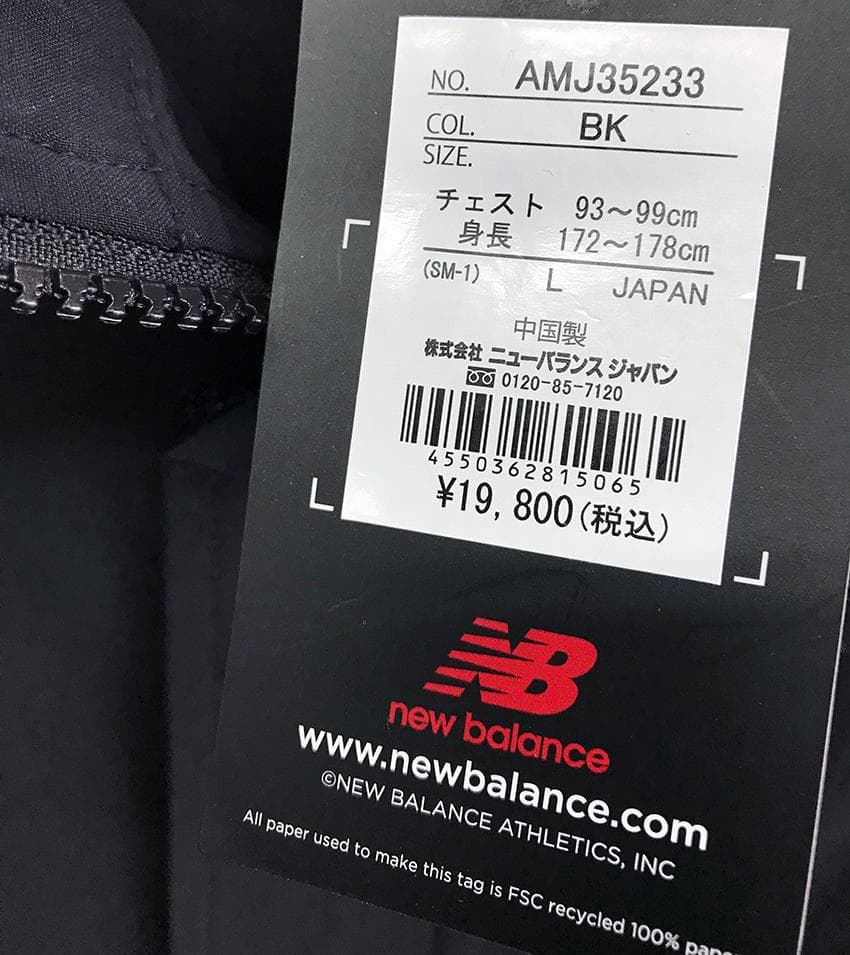 NO. AMJ35233
COL. BK
SIZE.
チェスト 93～99cm
身長 172～178cm
(SM-1) L JAPAN
中国製
株式会社 ニューバランス ジャパン
0120-85-7120
4550362815065
¥19,800(税込)
NB
new balance
www.newbalance.com
©NEW BALANCE ATHLETICS, INC
All paper used to make this tag is FSC recycled 100%